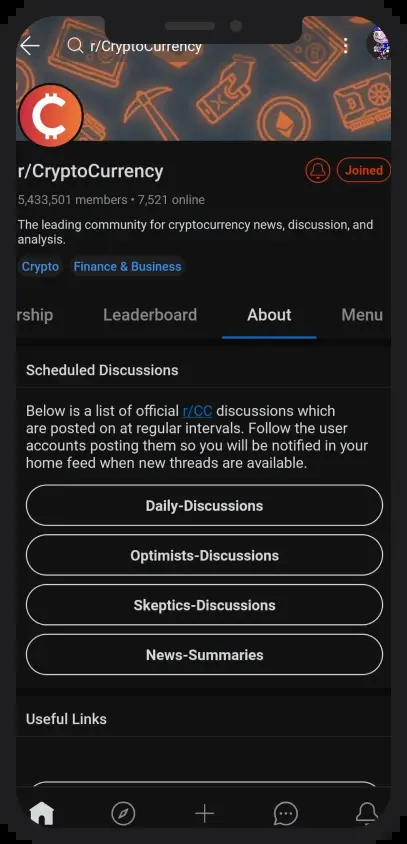 r/CryptoCurrency
r/CryptoCurrency
Joined
5,433,501 members • 7,521 online
The leading community for cryptocurrency news, discussion, and
analysis.
Crypto Finance & Business
rship Leaderboard About Menu
Scheduled Discussions
Below is a list of official r/CC discussions which
are posted on at regular intervals. Follow the user
accounts posting them so you will be notified in your
home feed when new threads are available.
Daily-Discussions
Optimists-Discussions
Skeptics-Discussions
News-Summaries
Useful Links